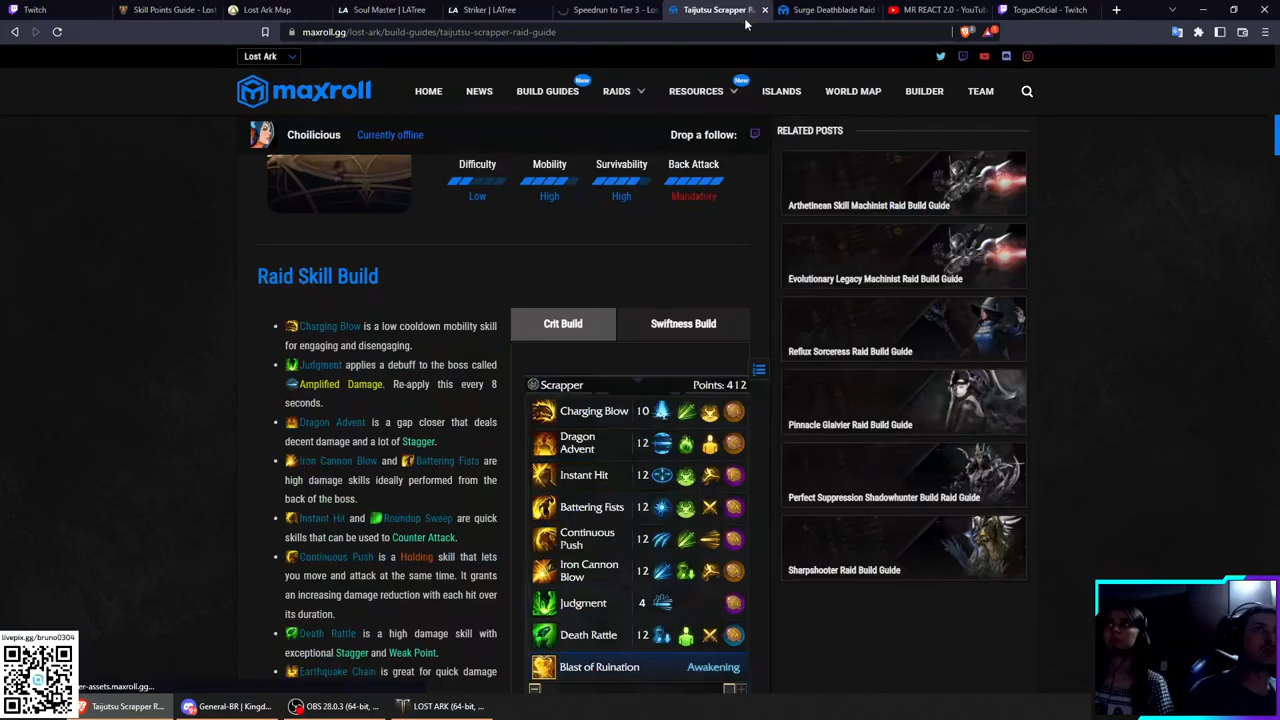 Twitch
Skill Points Guide - Lost
Lost Ark Map
LA Soul Master | LATree
LA Striker | LATree
Speedrun to Tier 3 - Los
Taijutsu Scrapper R
Surge Deathblade Raid
MR REACT 2.0 - YouTu
TogueOficial - Twitch
maxroll.gg/lost-ark/build-guides/taijutsu-scrapper-raid-guide
Lost Ark
maxroll
HOME
NEWS
BUILD GUIDES
New
RAIDS
RESOURCES
New
ISLANDS
WORLD MAP
BUILDER
TEAM
Choilicious
Currently offline
Drop a follow:
Difficulty
Mobility
Survivability
Back Attack
Low
High
High
Mandatory
Raid Skill Build
Charging Blow is a low cooldown mobility skill
for engaging and disengaging.
Judgment applies a debuff to the boss called
Amplified Damage. Re-apply this every 8
seconds.
Dragon Advent is a gap closer that deals
decent damage and a lot of Stagger.
Iron Cannon Blow and Battering Fists are
high damage skills ideally performed from the
back of the boss.
Instant Hit and Roundup Sweep are quick
skills that can be used to Counter Attack.
Continuous Push is a Holding skill that lets
you move and attack at the same time. It grants
an increasing damage reduction with each hit over
its duration.
Death Rattle is a high damage skill with
exceptional Stagger and Weak Point.
Earthquake Chain is great for quick damage
Crit Build
Swiftness Build
Scrapper
Points: 412
Charging Blow 10
Dragon
Advent
12
Instant Hit 12
Battering Fists 12
Continuous
Push
12
Iron Cannon
Blow
12
Judgment 4
Death Rattle 12
Blast of Ruination
Awakening
RELATED POSTS
Arthetinean Skill Machinist Raid Build Guide
Evolutionary Legacy Machinist Raid Build Guide
Reflux Sorceress Raid Build Guide
Pinnacle Glaivier Raid Build Guide
Perfect Suppression Shadowhunter Build Raid Guide
Sharpshooter Raid Build Guide
livepix.gg/bruno0304
er-assets.maxroll.gg...
Taijutsu Scrapper R...
General-BR | Kingd...
OBS 28.0.3 (64-bit, ...
LOST ARK (64-bit, ...